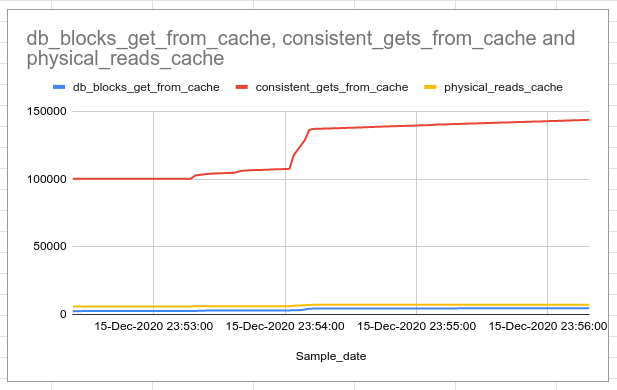 db_blocks_get_from_cache, consistent_gets_from_cache and
physical_reads_cache
db_blocks_get_from_cache consistent_gets_from_cache physical_reads_cache
150000
100000
50000
0
15-Dec-2020 23:53:00 15-Dec-2020 23:54:00 15-Dec-2020 23:55:00 15-Dec-2020 23:56:00
Sample_date